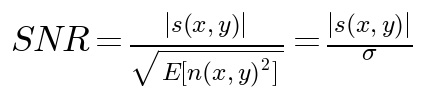 SNR = |s(x, y)| / √E[n(x, y)²] = |s(x, y)| / σ